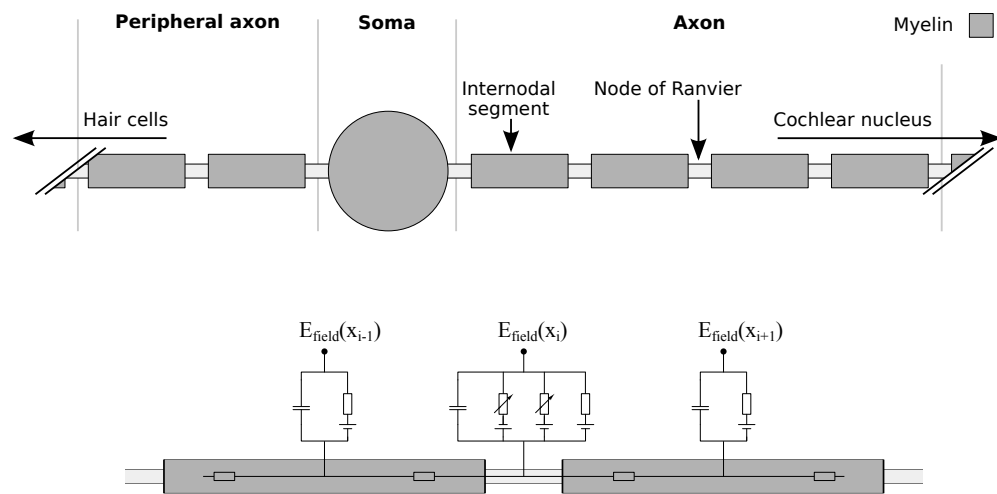 Peripheral axon
Soma
Axon
Myelin
Hair cells
Internodal
segment
Node of Ranvier
Cochlear nucleus
E_field(x_i-1)
E_field(x_i)
E_field(x_i+1)